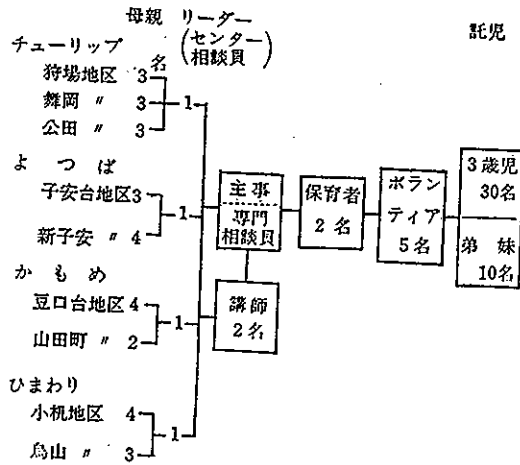 母親 リーダー
(センター相談員)
託児
チューリップ
狩場地区 3名
舞岡 〃 3
公田 〃 3
1
よつば
子安台地区3
新子安 〃 4
1
かもめ
豆口台地区 4
山田町 〃 2
1
ひまわり
小机地区 4
鳥山 〃 3
1
主事
専門
相談員
講師
2名
保育者
2名
ボラン
ティア
5名
3歳児
30名
弟妹
10名